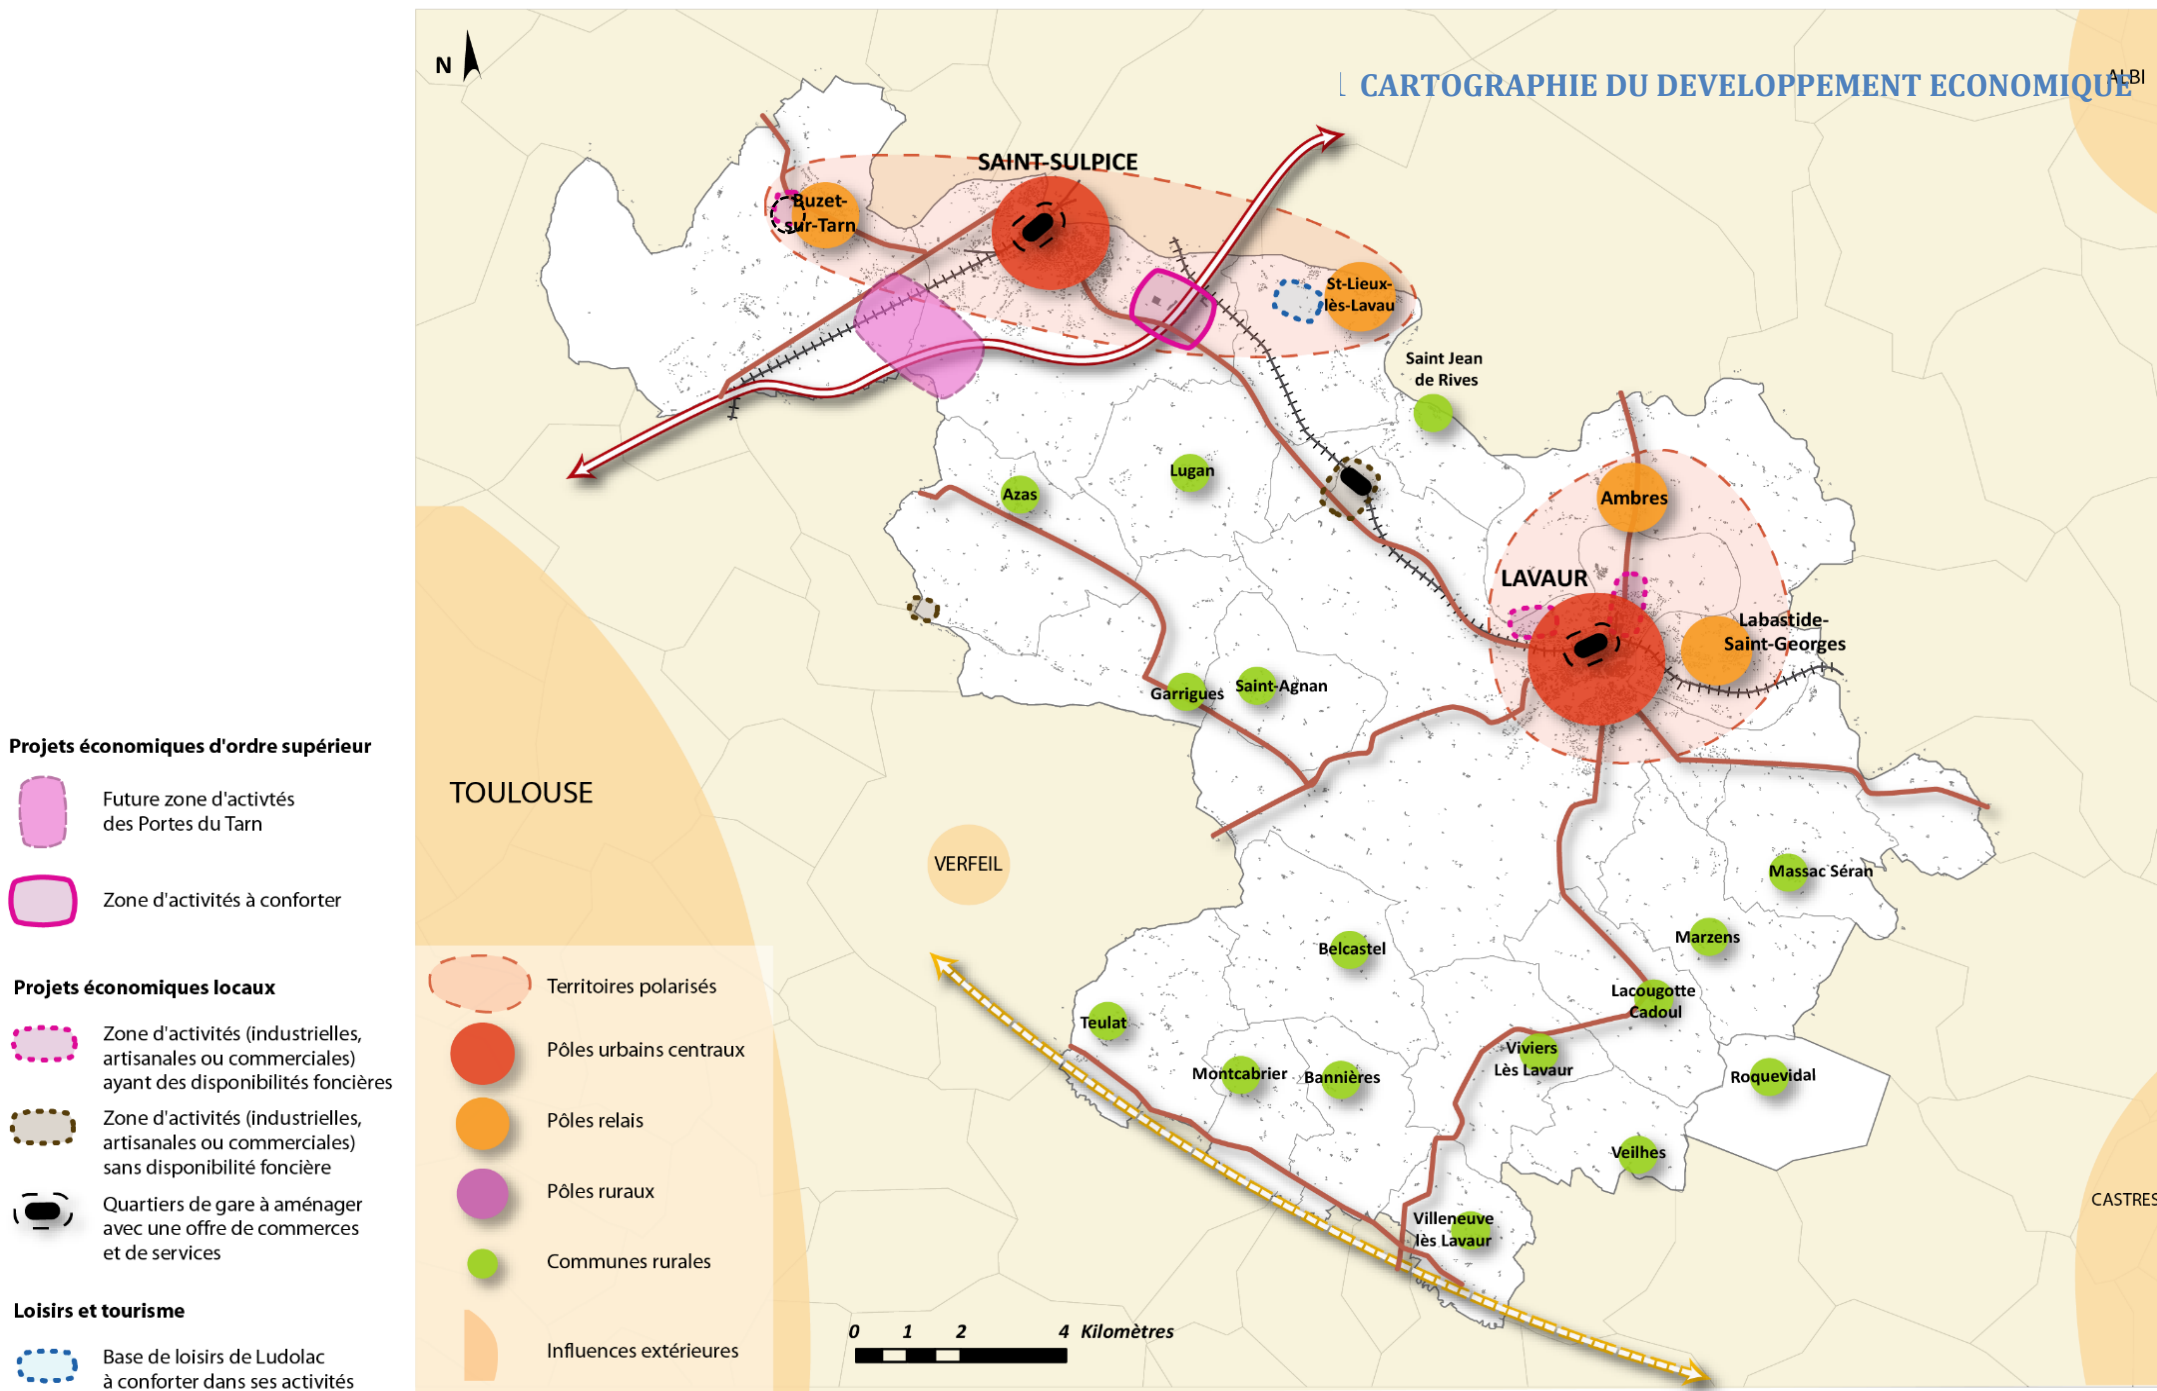 N
CARTOGRAPHIE DU DEVELOPPEMENT ECONOMIQUE
ALBI
SAINT-SULPICE
Buzet-
sur-Tarn
St-Lieux-
lès-Lavau
Saint Jean
de Rives
Lugan
Azas
Ambres
LAVAUR
Labastide-
Saint-Georges
Garrigues
Saint-Agnan
TOULOUSE
VERFEIL
Massac Séran
Marzens
Belcastel
Lacougotte
Cadoul
Teulat
Viviers
Lès Lavaur
Montcabrier
Bannières
Roquevidal
Veilhes
CASTRES
Villeneuve
lès Lavaur
0 1 2 4 Kilomètres
Projets économiques d'ordre supérieur
Future zone d'activtés
des Portes du Tarn
Zone d'activités à conforter
Projets économiques locaux
Zone d'activités (industrielles,
artisanales ou commerciales)
ayant des disponibilités foncières
Zone d'activités (industrielles,
artisanales ou commerciales)
sans disponibilité foncière
Quartiers de gare à aménager
avec une offre de commerces
et de services
Loisirs et tourisme
Base de loisirs de Ludolac
à conforter dans ses activités
Territoires polarisés
Pôles urbains centraux
Pôles relais
Pôles ruraux
Communes rurales
Influences extérieures